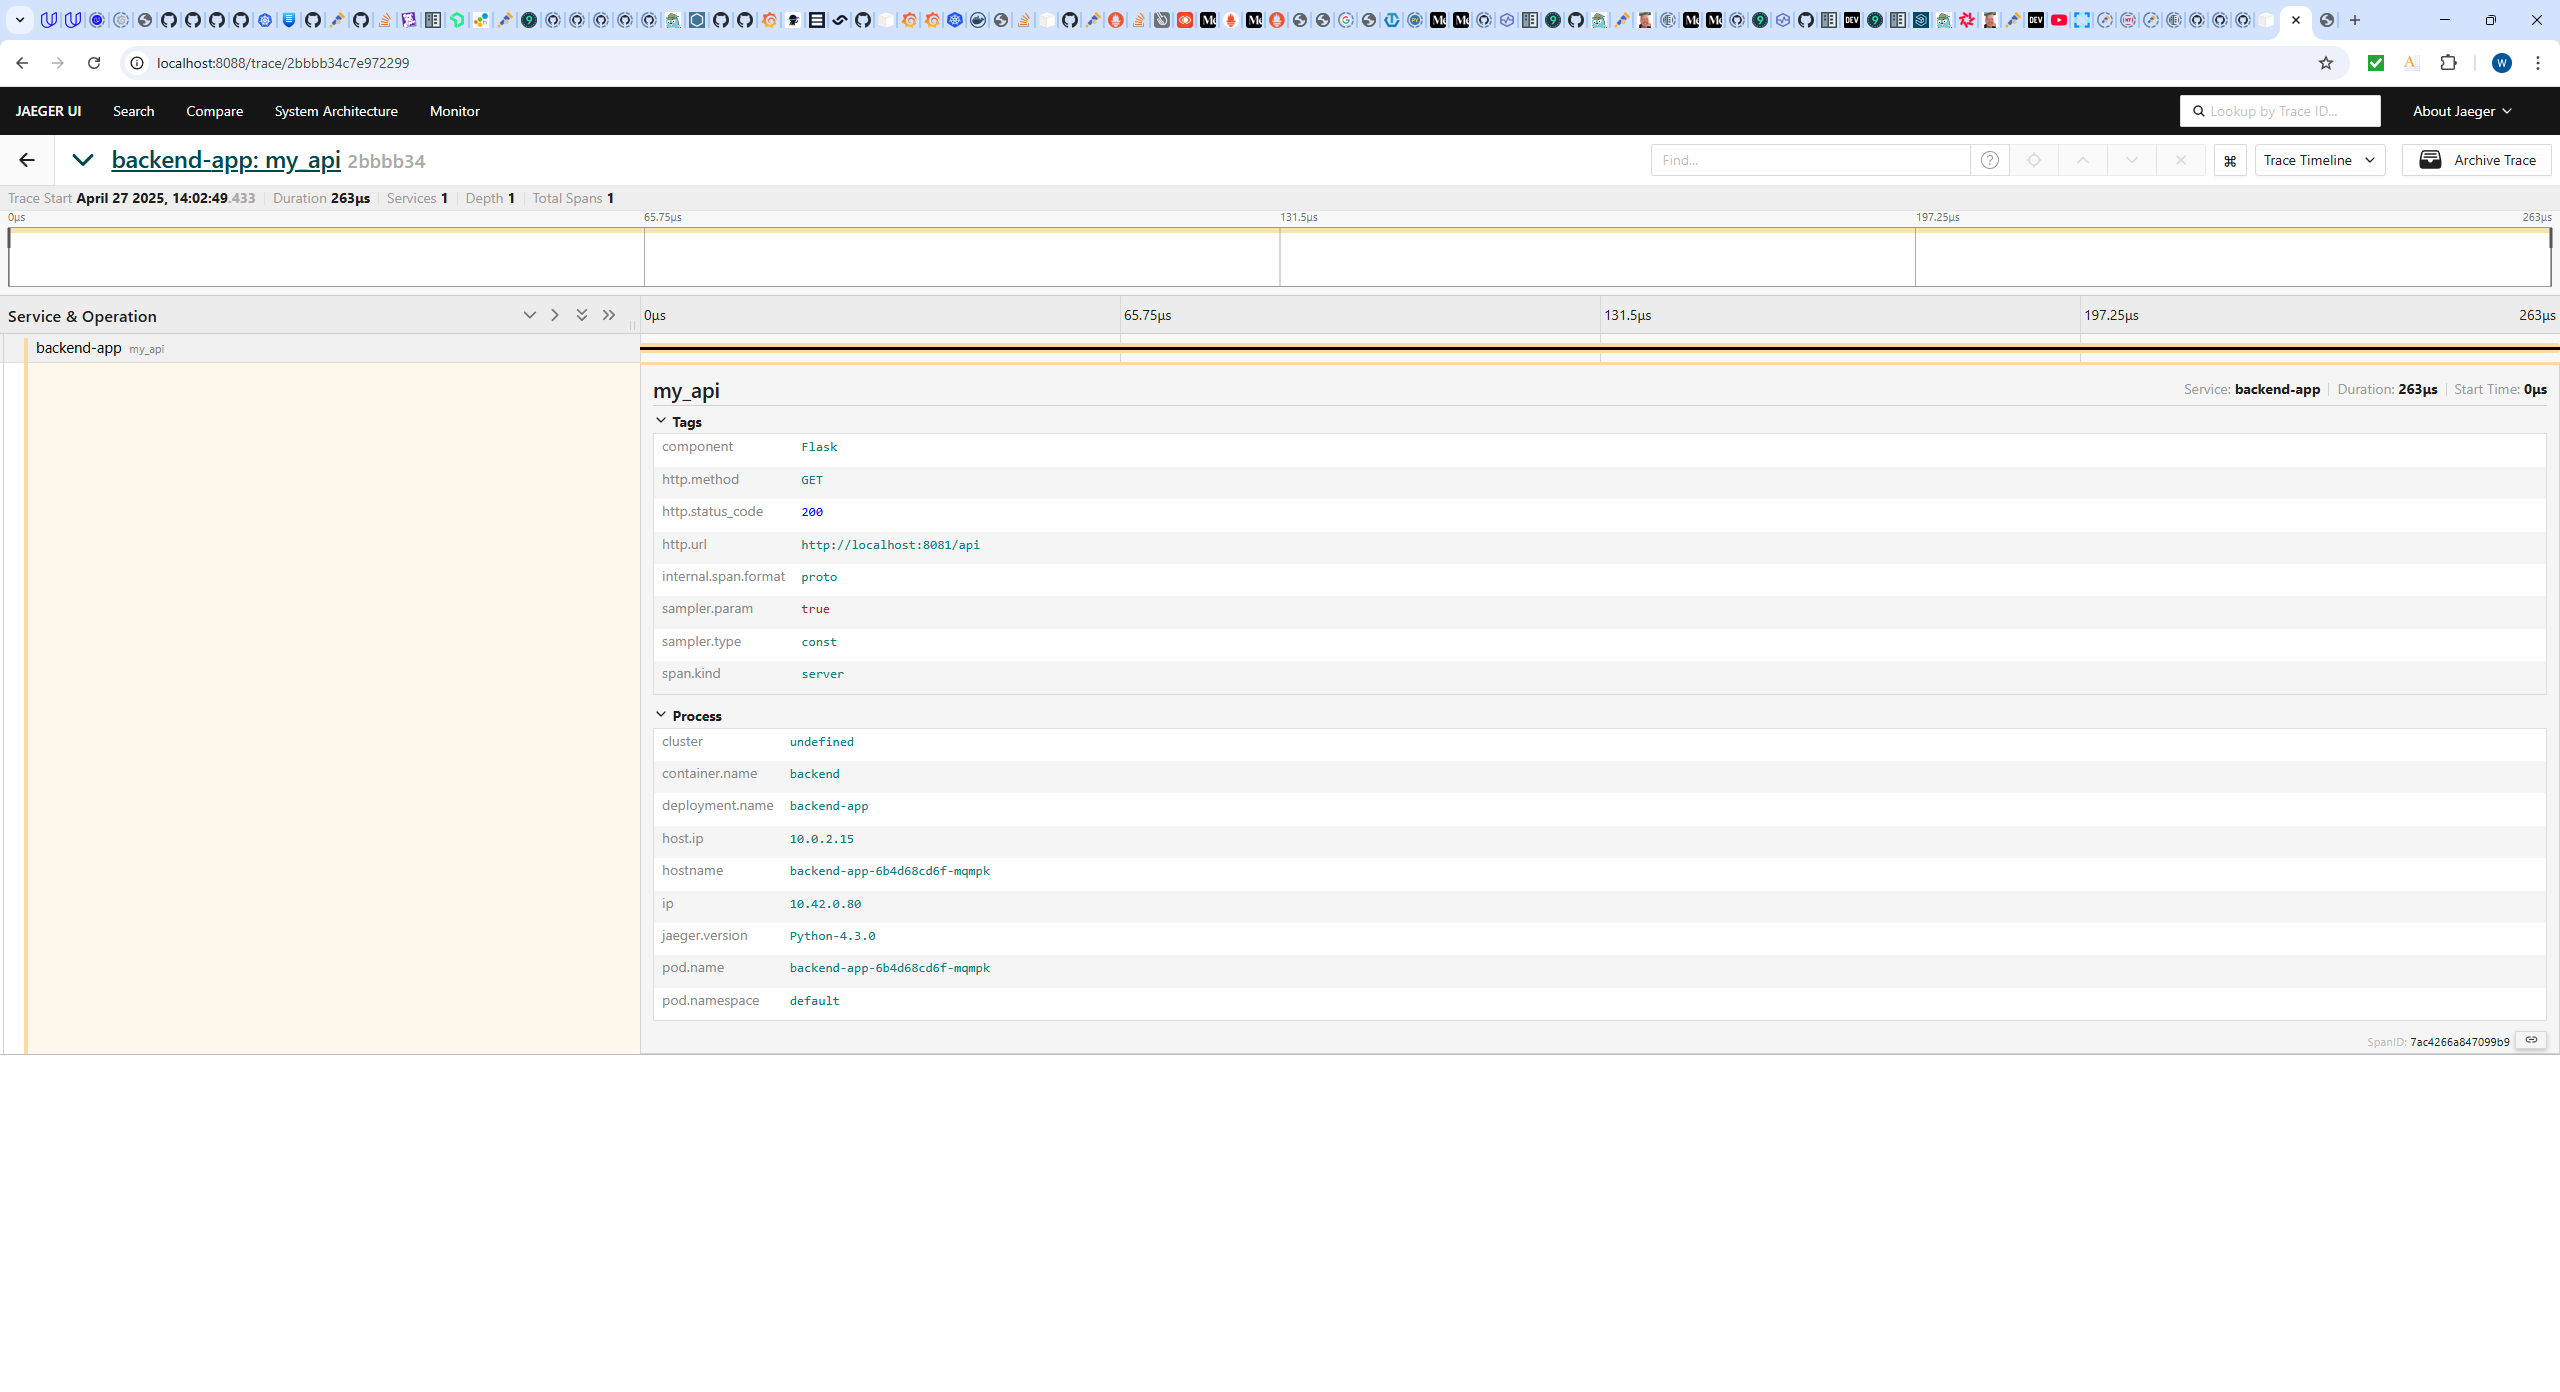 localhost:8088/trace/2bbbb34c7e972299
W
JAEGER UI Search Compare System Architecture Monitor Lookup by Trace ID... About Jaeger
backend-app: my_api 2bbbb34 Find... Trace Timeline Archive Trace
Trace Start April 27 2025, 14:02:49.433 Duration 263μs Services 1 Depth 1 Total Spans 1
0μs 65.75μs 131.5μs 197.25μs 263μs
Service & Operation 0μs 65.75μs 131.5μs 197.25μs 263μs
backend-app my_api
my_api Service: backend-app Duration: 263μs Start Time: 0μs
Tags
component Flask
http.method GET
http.status_code 200
http.url http://localhost:8081/api
internal.span.format proto
sampler.param true
sampler.type const
span.kind server
Process
cluster undefined
container.name backend
deployment.name backend-app
host.ip 10.0.2.15
hostname backend-app-6b4d68cd6f-mqmpk
ip 10.42.0.80
jaeger.version Python-4.3.0
pod.name backend-app-6b4d68cd6f-mqmpk
pod.namespace default
SpanID: 7ac4266a847099b9